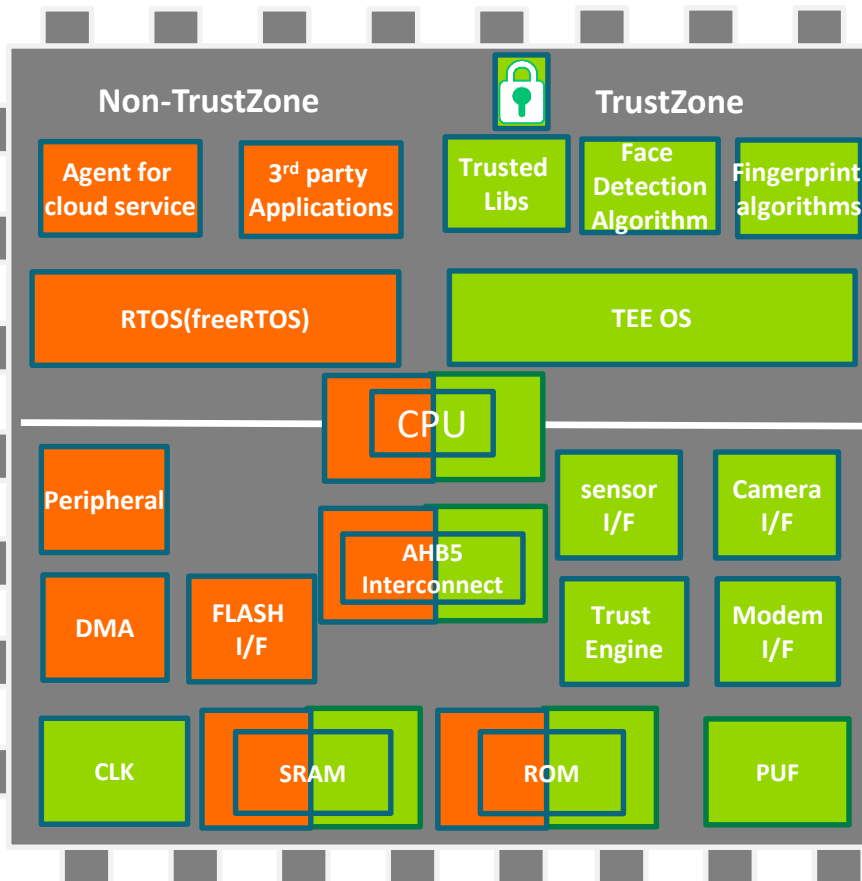 Non-TrustZone
TrustZone
Agent for
cloud service
3rd party
Applications
Trusted
Libs
Face
Detection
Algorithm
Fingerprint
algorithms
RTOS(freeRTOS)
TEE OS
CPU
Peripheral
sensor
I/F
Camera
I/F
AHB5
Interconnect
DMA
FLASH
I/F
Trust
Engine
Modem
I/F
CLK
SRAM
ROM
PUF